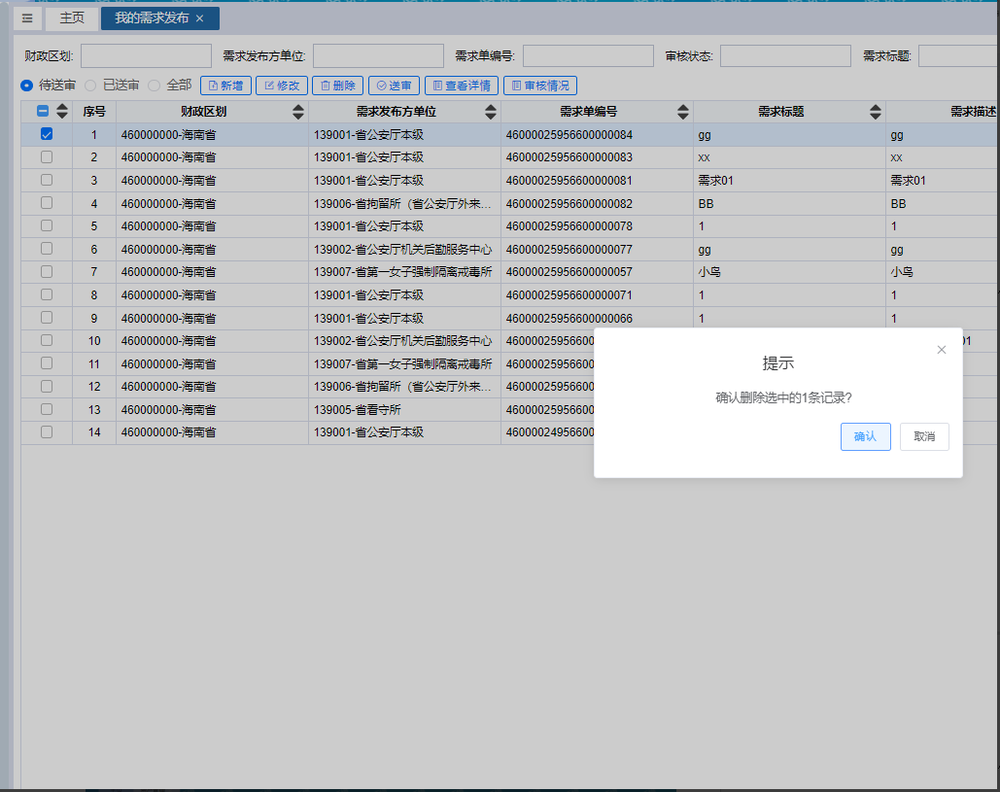 主页 我的需求发布
财政区划: 需求发布方单位: 需求单编号: 审核状态: 需求标题:
待送审 已送审 全部 新增 修改 删除 送审 查看详情 审核情况
序号 财政区划 需求发布方单位 需求单编号 需求标题 需求描述
1 460000000-海南省 139001-省公安厅本级 46000025956600000084 gg gg
2 460000000-海南省 139001-省公安厅本级 46000025956600000083 xx xx
3 460000000-海南省 139001-省公安厅本级 46000025956600000081 需求01 需求01
4 460000000-海南省 139006-省拘留所（省公安厅外来... 46000025956600000082 BB BB
5 460000000-海南省 139001-省公安厅本级 46000025956600000078 1 1
6 460000000-海南省 139002-省公安厅机关后勤服务中心 46000025956600000077 gg gg
7 460000000-海南省 139007-省第一女子强制隔离戒毒所 46000025956600000057 小鸟 小鸟
8 460000000-海南省 139001-省公安厅本级 46000025956600000071 1 1
9 460000000-海南省 139001-省公安厅本级 46000025956600000066 1 1
10 460000000-海南省 139002-省公安厅机关后勤服务中心 46000025956600 01
11 460000000-海南省 139007-省第一女子强制隔离戒毒所 46000025956600
12 460000000-海南省 139006-省拘留所（省公安厅外来... 46000025956600
13 460000000-海南省 139005-省看守所 46000025956600
14 460000000-海南省 139001-省公安厅本级 46000024956600
提示
确认删除选中的1条记录?
确认 取消